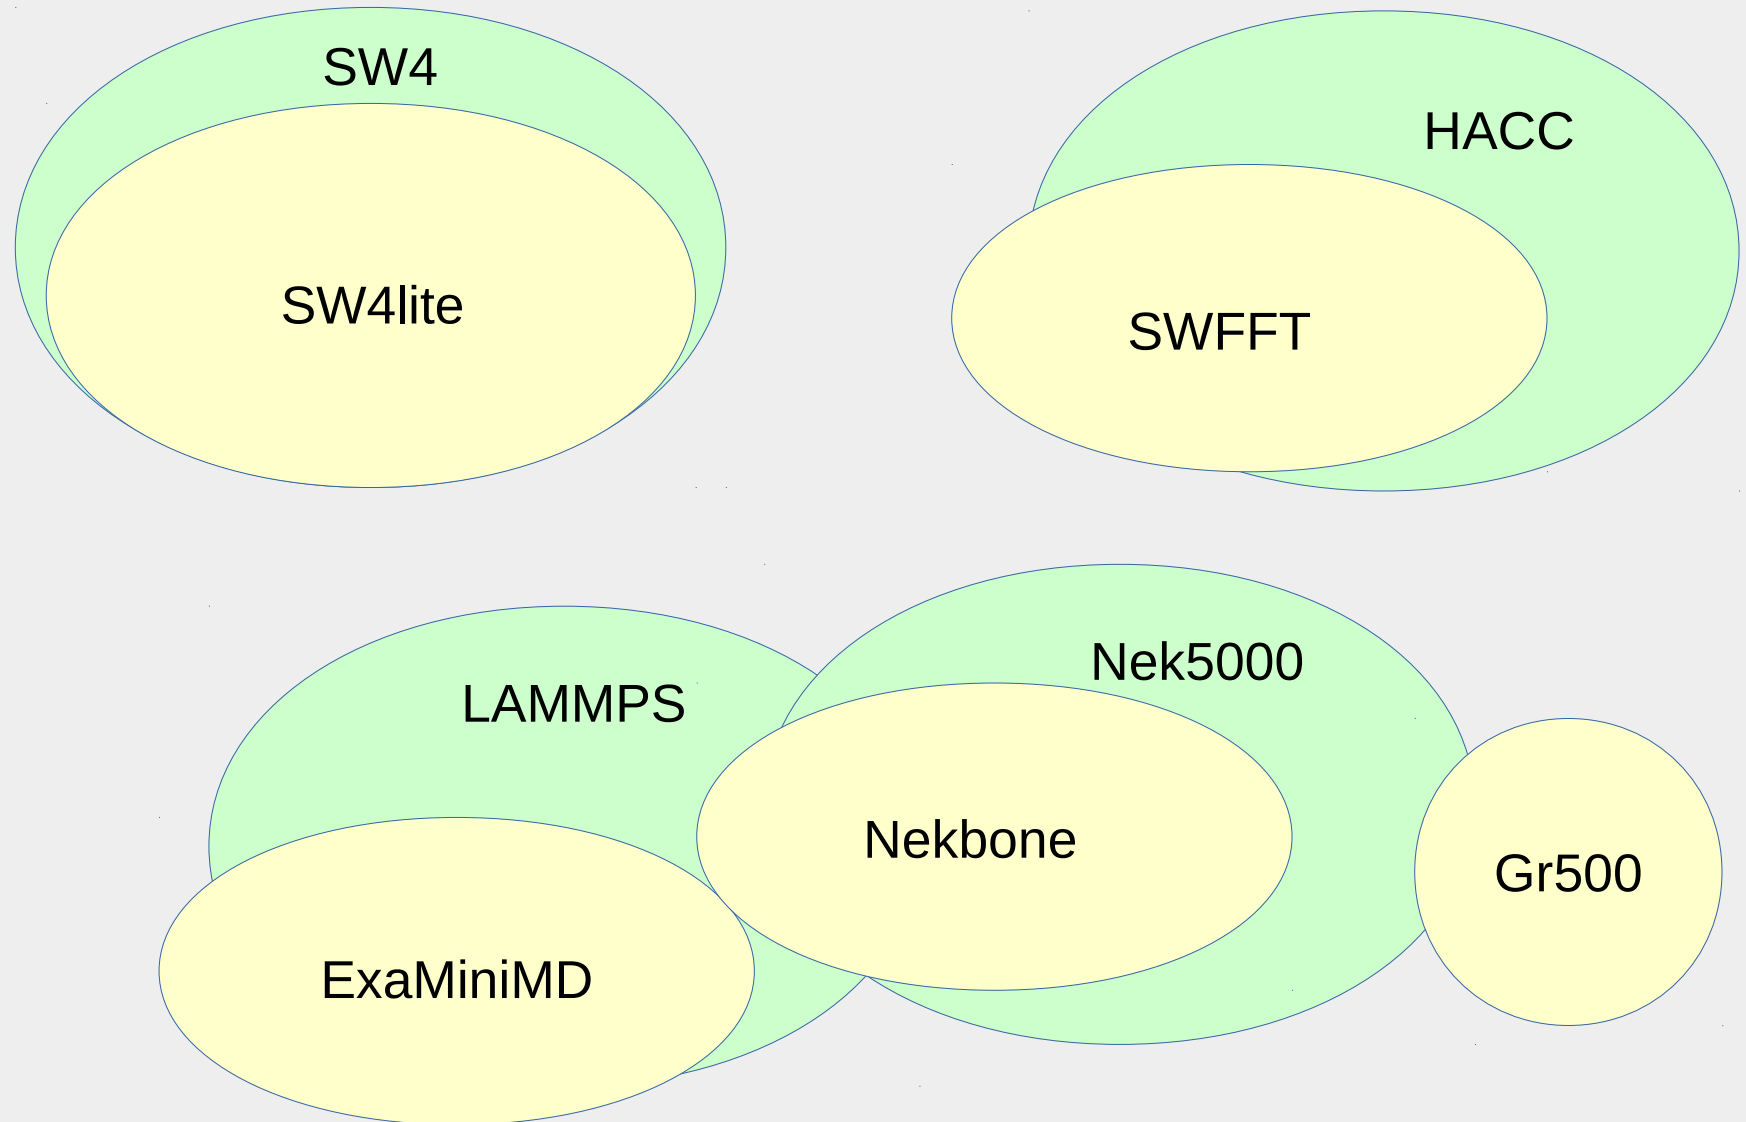 SW4
SW4lite
HACC
SWFFT
LAMMPS
ExaMiniMD
Nek5000
Nekbone
Gr500